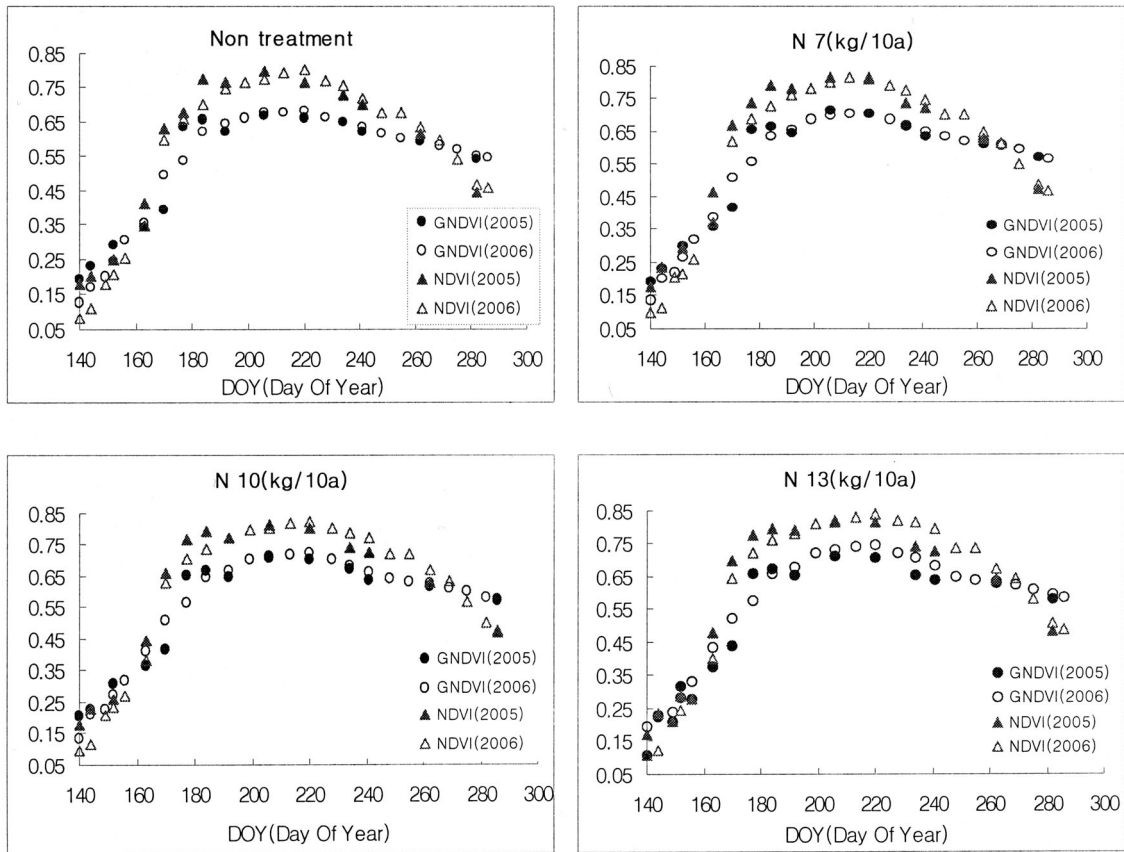 Non treatment
0.85
0.75
0.65
0.55
0.45
0.35
0.25
0.15
0.05
GNDVI(2005)
GNDVI(2006)
NDVI(2005)
NDVI(2006)
140 160 180 200 220 240 260 280 300
DOY(Day Of Year)
N 7(kg/10a)
0.85
0.75
0.65
0.55
0.45
0.35
0.25
0.15
0.05
GNDVI(2005)
GNDVI(2006)
NDVI(2005)
NDVI(2006)
140 160 180 200 220 240 260 280 300
DOY(Day Of Year)
N 10(kg/10a)
0.85
0.75
0.65
0.55
0.45
0.35
0.25
0.15
0.05
GNDVI(2005)
GNDVI(2006)
NDVI(2005)
NDVI(2006)
140 160 180 200 220 240 260 280 300
DOY(Day Of Year)
N 13(kg/10a)
0.85
0.75
0.65
0.55
0.45
0.35
0.25
0.15
0.05
GNDVI(2005)
GNDVI(2006)
NDVI(2005)
NDVI(2006)
140 160 180 200 220 240 260 280 300
DOY(Day Of Year)